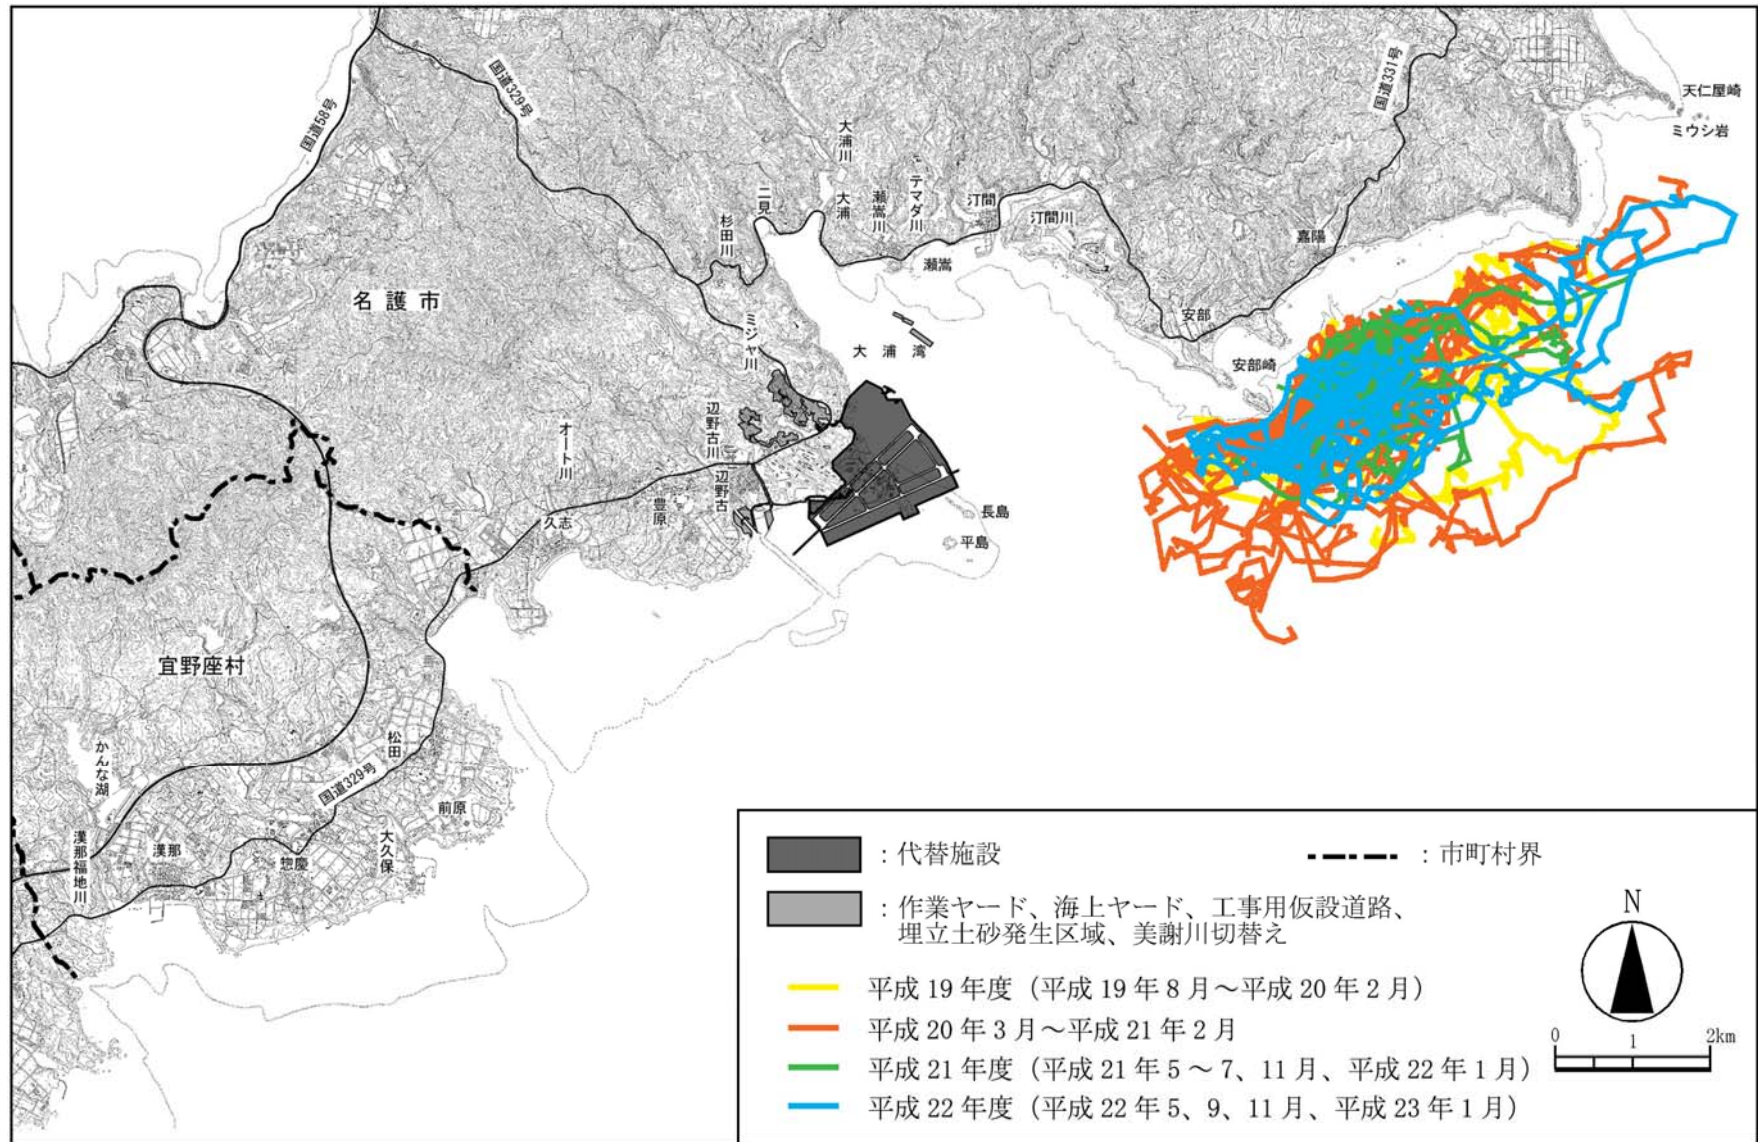 国道58号
国道329号
国道331号
天仁屋崎
ミウシ岩
大浦川
二見
杉田川
大浦
瀬嵩川
テマダ川
汀間
汀間川
嘉陽
瀬嵩
名護市
ミジャ川
大浦湾
安部
安部崎
オート川
辺野古川
辺野古
豊原
久志
長島
平島
宜野座村
かんな湖
松田
国道329号
前原
漢那福地川
漢那
惣慶
大久保
：代替施設
：市町村界
：作業ヤード、海上ヤード、工事用仮設道路、
埋立土砂発生区域、美謝川切替え
平成19年度（平成19年8月～平成20年2月）
平成20年3月～平成21年2月
平成21年度（平成21年5～7、11月、平成22年1月）
平成22年度（平成22年5、9、11月、平成23年1月）
N
0 1 2km